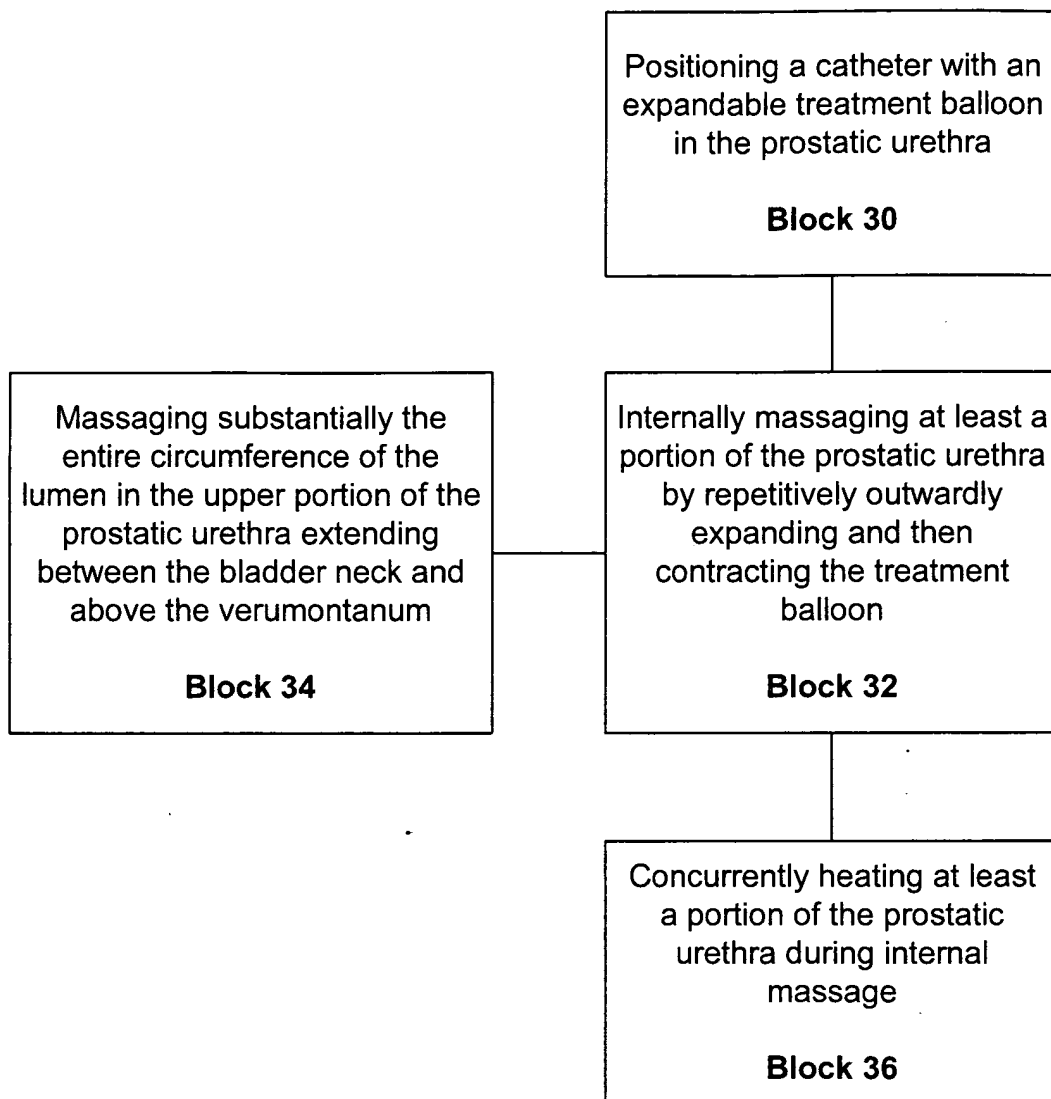 Positioning a catheter with an
expandable treatment balloon
in the prostatic urethra
Block 30
Massaging substantially the
entire circumference of the
lumen in the upper portion of the
prostatic urethra extending
between the bladder neck and
above the verumontanum
Block 34
Internally massaging at least a
portion of the prostatic urethra
by repetitively outwardly
expanding and then
contracting the treatment
balloon
Block 32
Concurrently heating at least
a portion of the prostatic
urethra during internal
massage
Block 36